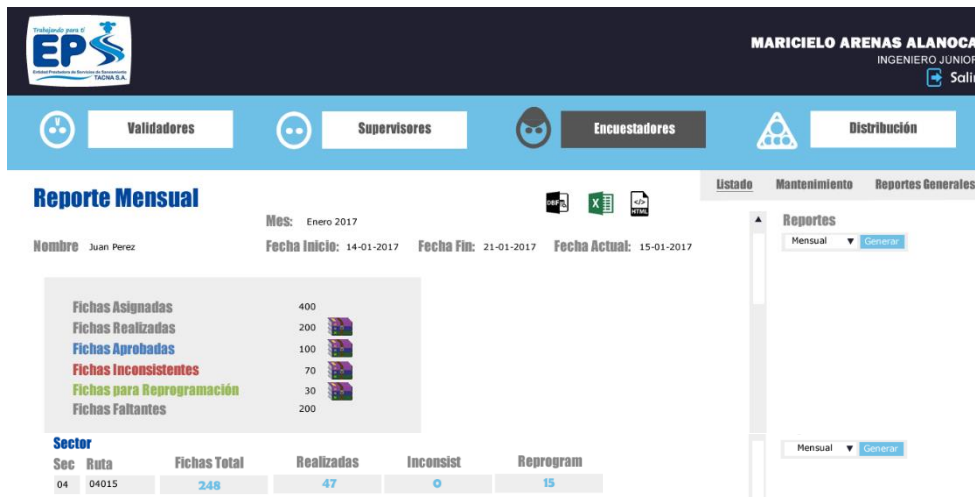 Trabajando para ti
EPS
Entidad Prestadora de Servicios de Saneamiento
TACNA S.A.
MARICIELO ARENAS ALANOCA
INGENIERO JÚNIOR
Salir
Validadores
Supervisores
Encuestadores
Distribución
Reporte Mensual
DBF
X
</>
HTML
Listado Mantenimiento Reportes Generales
Mes: Enero 2017
Nombre Juan Perez Fecha Inicio: 14-01-2017 Fecha Fin: 21-01-2017 Fecha Actual: 15-01-2017
Reportes
Mensual Generar
Fichas Asignadas 400
Fichas Realizadas 200
Fichas Aprobadas 100
Fichas Inconsistentes 70
Fichas para Reprogramación 30
Fichas Faltantes 200
Sector
Sec Ruta Fichas Total Realizadas Inconsist Reprogram
04 04015 248 47 0 15
Mensual Generar